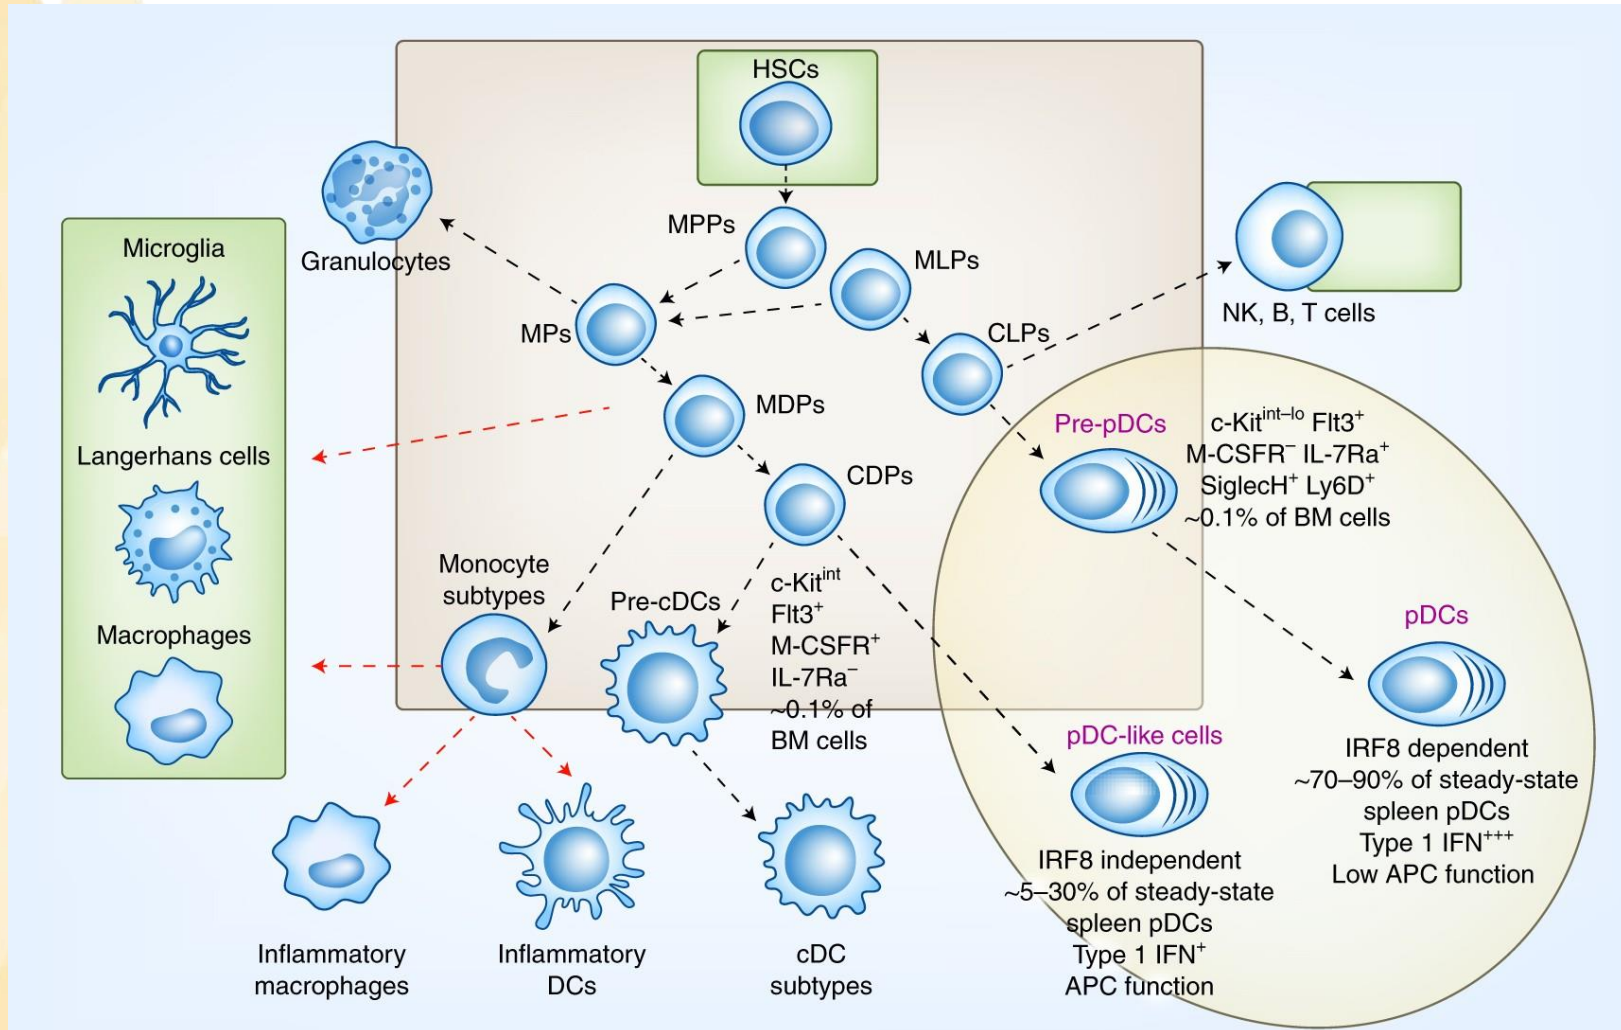 HSCs
MPPs
MLPs
Granulocytes
MPs
CLPs
NK, B, T cells
Microglia
MDPs
Langerhans cells
CDPs
Pre-pDCs
c-Kitint–lo Flt3+
M-CSFR– IL-7Ra+
SiglecH+ Ly6D+
~0.1% of BM cells
Monocyte
subtypes
Pre-cDCs
c-Kitint
Flt3+
M-CSFR+
IL-7Ra–
~0.1% of
BM cells
Macrophages
pDCs
IRF8 dependent
~70–90% of steady-state
spleen pDCs
Type 1 IFN+++
Low APC function
pDC-like cells
IRF8 independent
~5–30% of steady-state
spleen pDCs
Type 1 IFN+
APC function
Inflammatory
macrophages
Inflammatory
DCs
cDC
subtypes